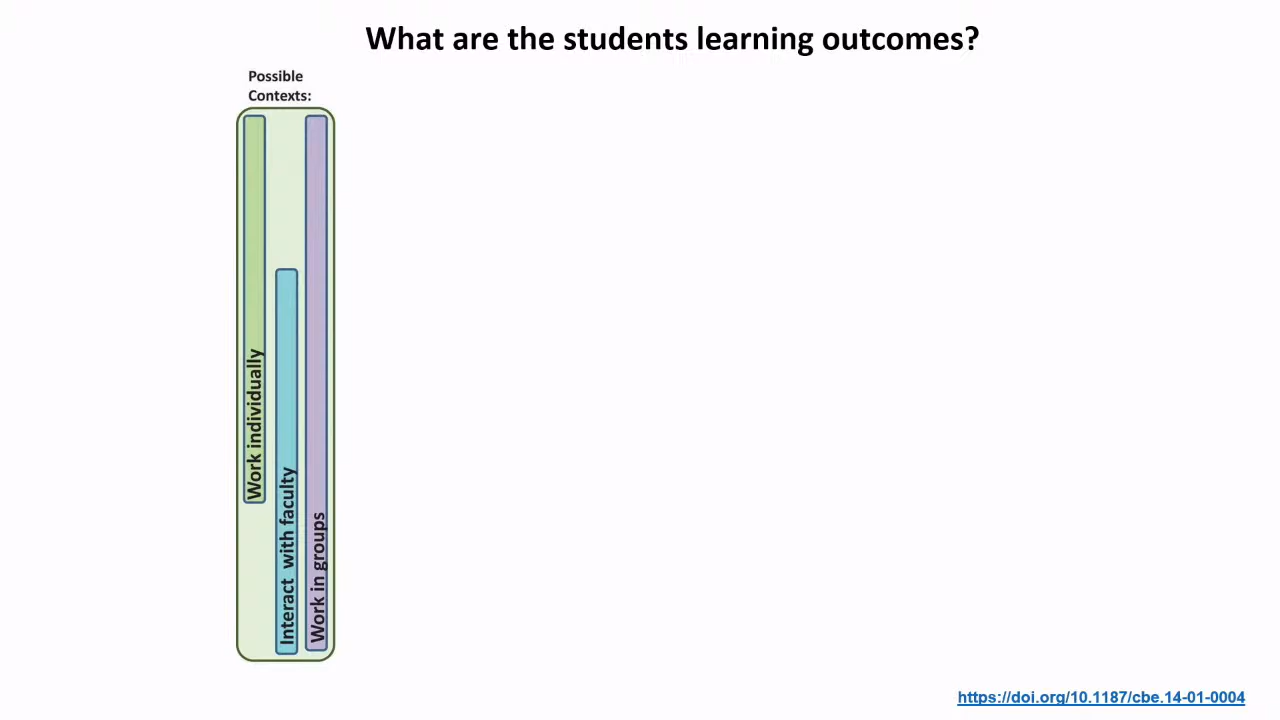 What are the students learning outcomes?
Possible
Contexts:
Work individually
Interact with faculty
Work in groups
https://doi.org/10.1187/cbe.14-01-0004